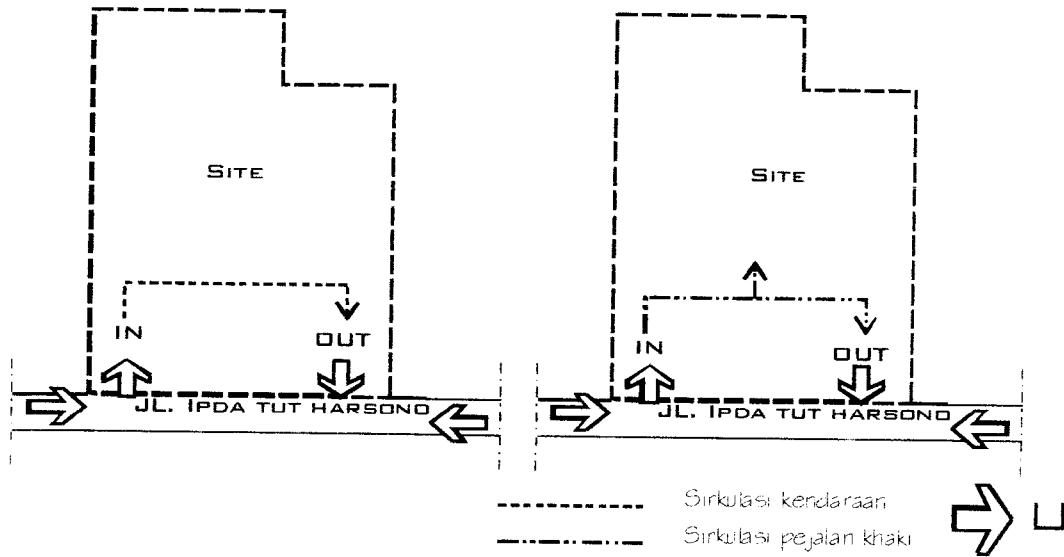 SITE
IN
OUT
JL. IPDA TUT HARSONO
SITE
IN
OUT
JL. IPDA TUT HARSONO
Sirkulasi kendaraan
Sirkulasi pejalan khaki
U